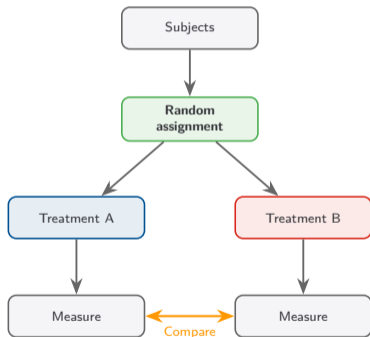 Subjects
Random
assignment
Treatment A
Treatment B
Measure
Measure
Compare